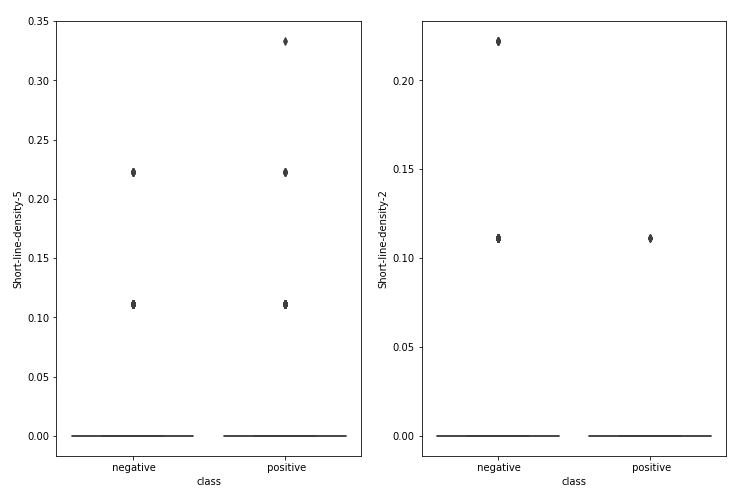 Short-line-density-5
0.35
0.30
0.25
0.20
0.15
0.10
0.05
0.00
negative
positive
class
Short-line-density-2
0.20
0.15
0.10
0.05
0.00
negative
positive
class